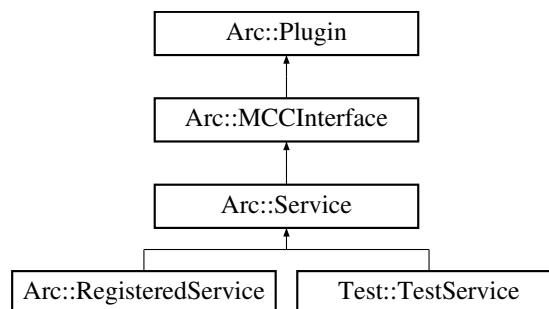 Arc::Plugin
Arc::MCCInterface
Arc::Service
Arc::RegisteredService Test::TestService